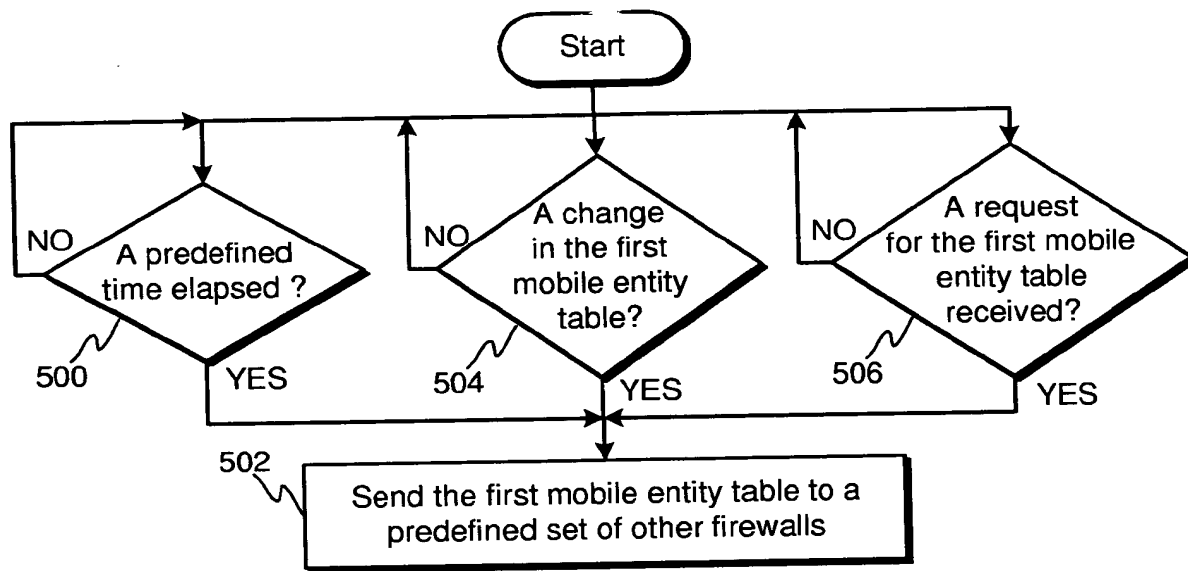 Start
NO
A predefined
time elapsed ?
500
YES
NO
A change
in the first
mobile entity
table?
504
YES
NO
A request
for the first mobile
entity table
received?
506
YES
502
Send the first mobile entity table to a
predefined set of other firewalls